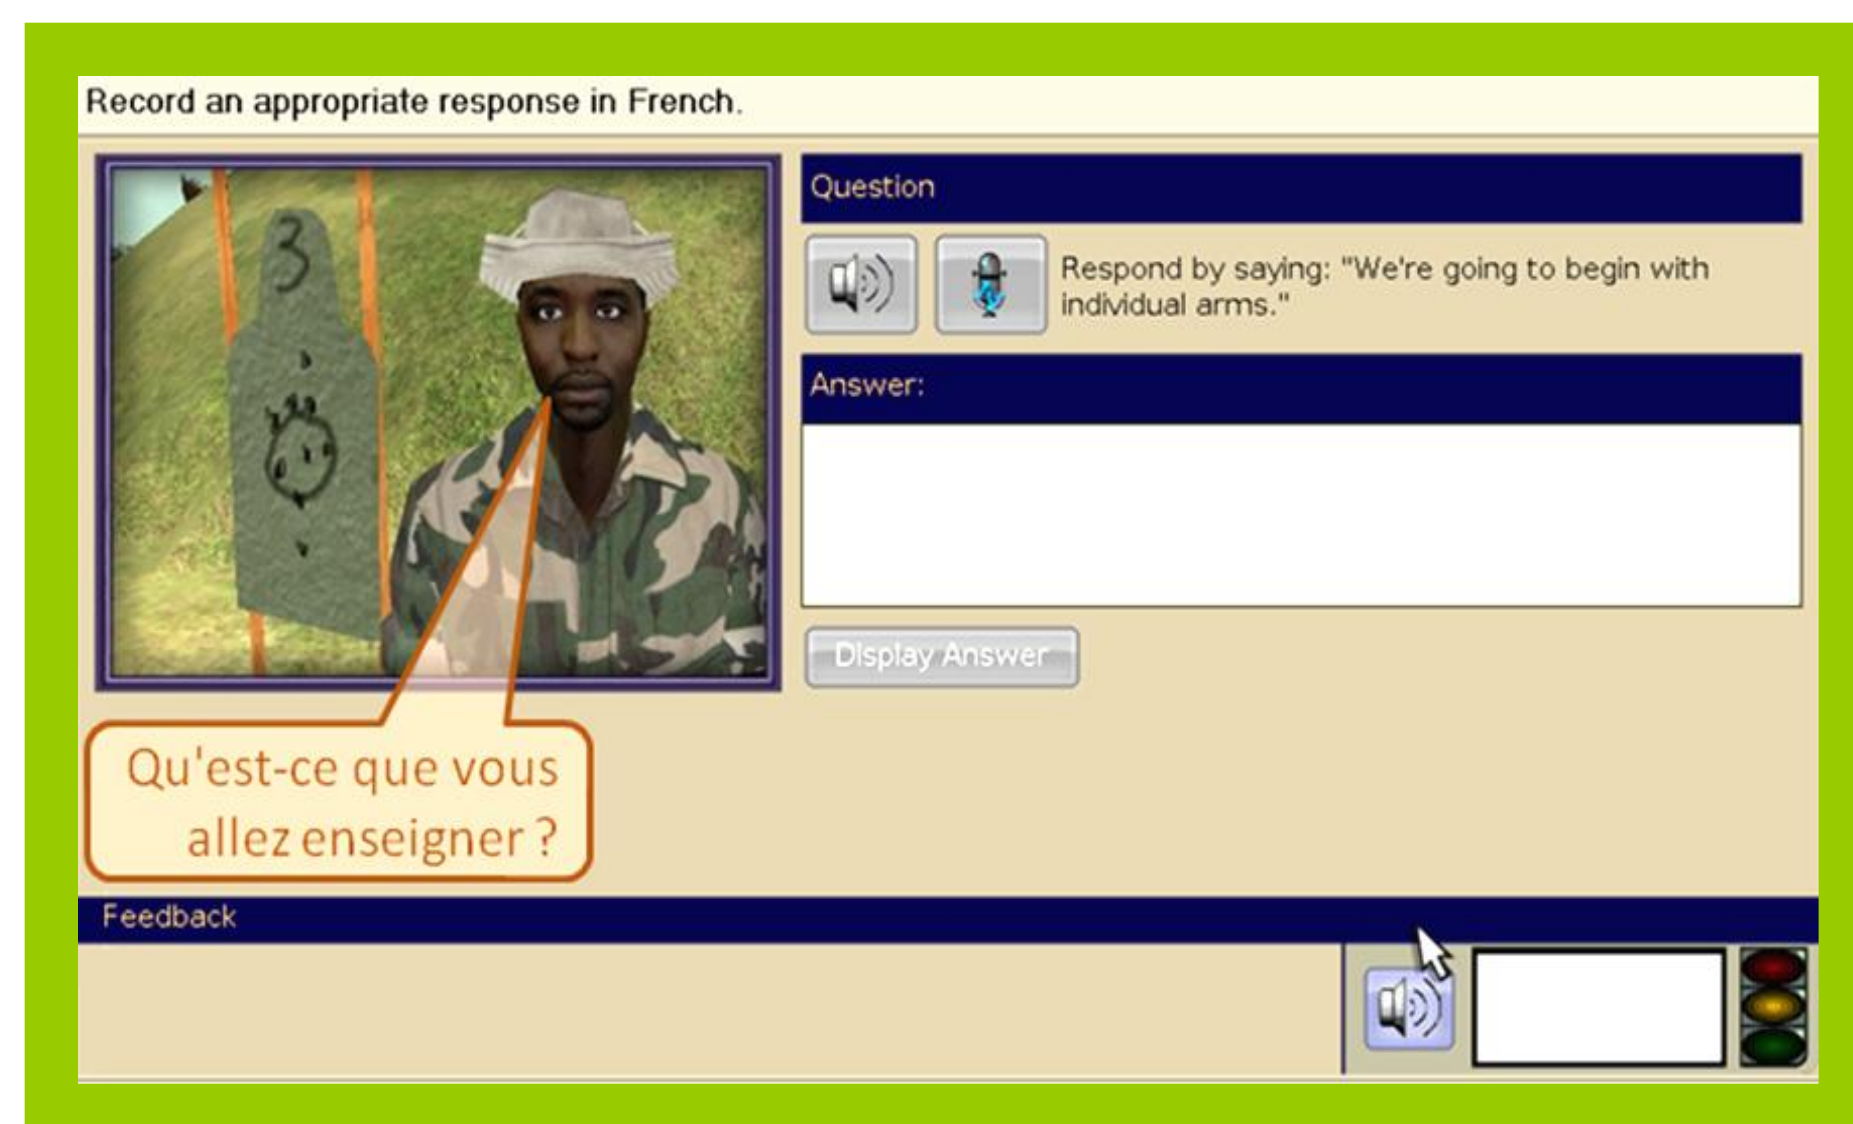 Record an appropriate response in French.
3
Question
Respond by saying: "We're going to begin with
individual arms."
Answer:
Display Answer
Qu'est-ce que vous
allez enseigner ?
Feedback